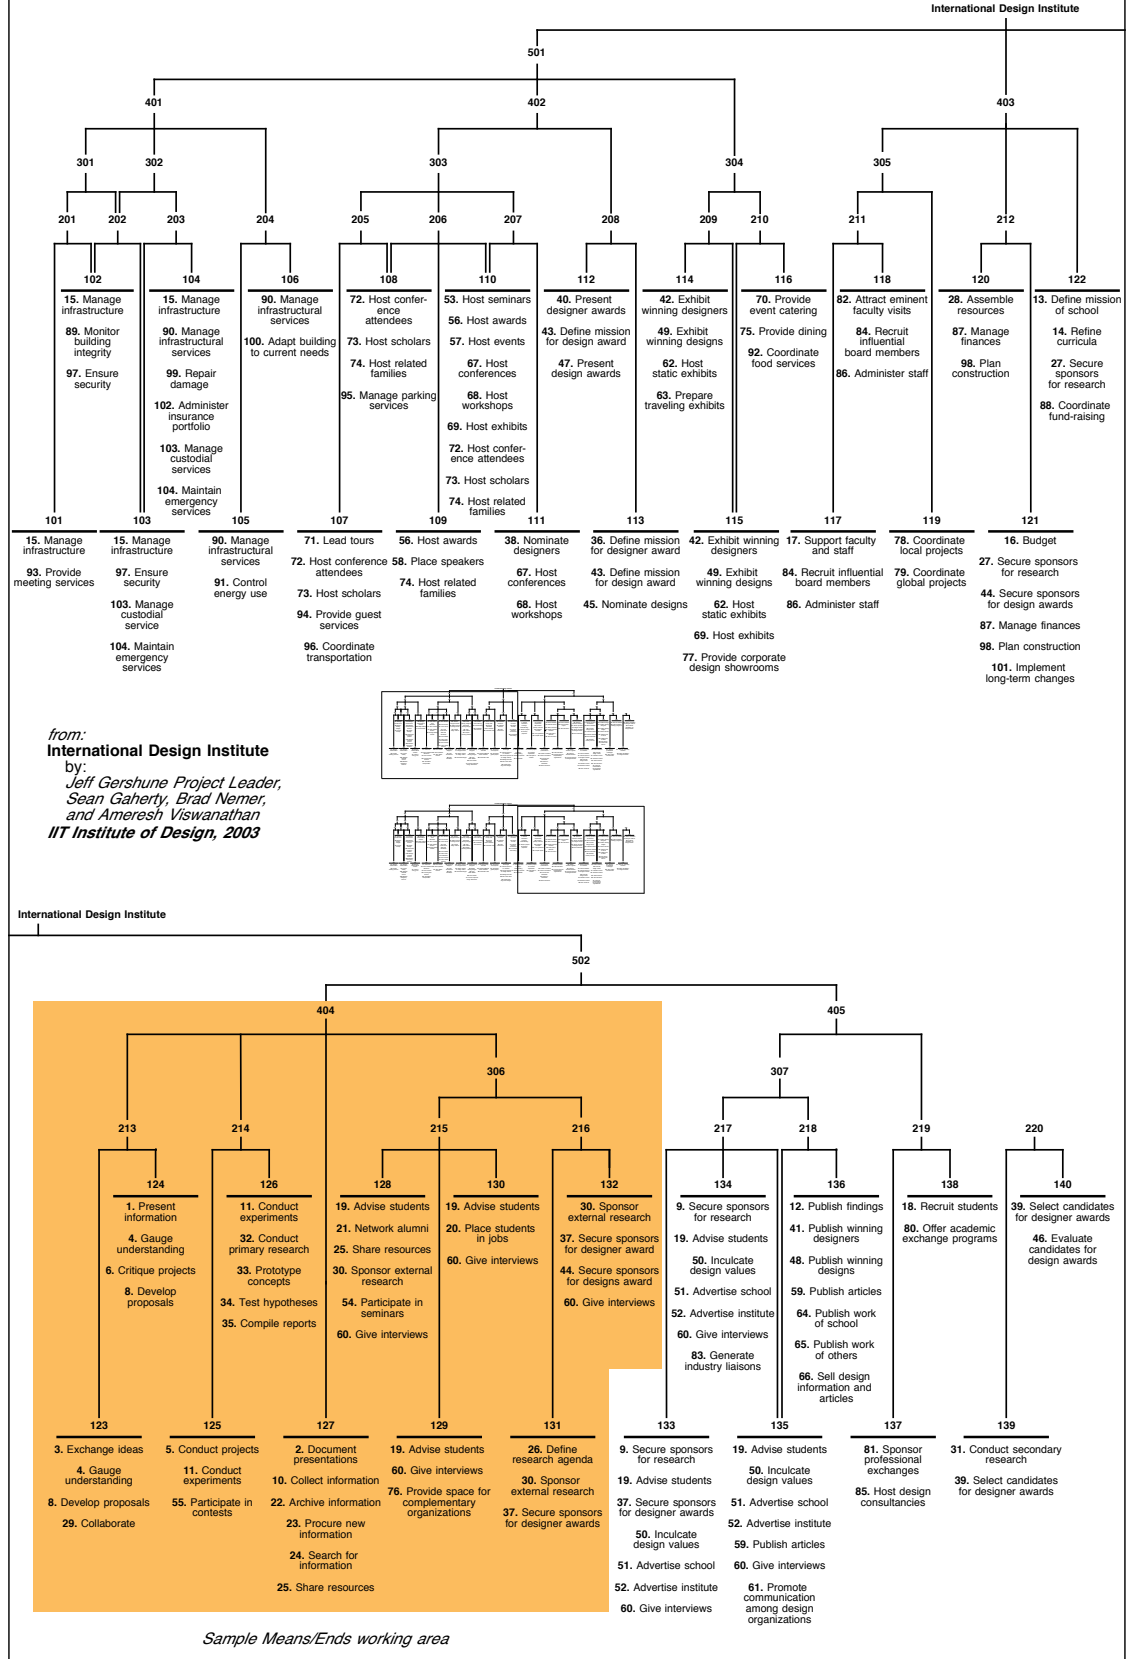 International Design Institute
501
401
402
403
301
302
303
304
305
201
202
203
204
205
206
207
208
209
210
211
212
102
15. Manage
infrastructure
89. Monitor
building
integrity
97. Ensure
security
104
15. Manage
infrastructure
90. Manage
infrastructural
services
99. Repair
damage
102. Administer
insurance
portfolio
103. Manage
custodial
services
104. Maintain
emergency
services
106
90. Manage
infrastructural
services
100. Adapt building
to current needs
108
72. Host confer-
ence
attendees
73. Host scholars
74. Host related
families
95. Manage parking
services
110
53. Host seminars
56. Host awards
57. Host events
67. Host
conferences
68. Host
workshops
69. Host exhibits
72. Host confer-
ence attendees
73. Host scholars
74. Host related
families
112
40. Present
designer awards
43. Define mission
for design award
47. Present
design awards
114
42. Exhibit
winning designers
49. Exhibit
winning designs
62. Host
static exhibits
63. Prepare
traveling exhibits
116
70. Provide
event catering
75. Provide dining
92. Coordinate
food services
118
82. Attract eminent
faculty visits
84. Recruit
influential
board members
86. Administer staff
120
28. Assemble
resources
87. Manage
finances
98. Plan
construction
122
13. Define mission
of school
14. Refine
curricula
27. Secure
sponsors
for research
88. Coordinate
fund-raising
101
15. Manage
infrastructure
93. Provide
meeting services
103
15. Manage
infrastructure
97. Ensure
security
103. Manage
custodial
service
104. Maintain
emergency
services
105
90. Manage
infrastructural
services
91. Control
energy use
107
71. Lead tours
72. Host conference
attendees
73. Host scholars
94. Provide guest
services
96. Coordinate
transportation
109
56. Host awards
58. Place speakers
74. Host related
families
111
38. Nominate
designers
67. Host
conferences
68. Host
workshops
113
36. Define mission
for designer award
43. Define mission
for design award
45. Nominate designs
115
42. Exhibit winning
designers
49. Exhibit
winning designs
62. Host
static exhibits
69. Host exhibits
77. Provide corporate
design showrooms
117
17. Support faculty
and staff
84. Recruit influential
board members
86. Administer staff
119
78. Coordinate
local projects
79. Coordinate
global projects
121
16. Budget
27. Secure sponsors
for research
44. Secure sponsors
for design awards
87. Manage finances
98. Plan construction
101. Implement
long-term changes
from:
International Design Institute
by:
Jeff Gershune Project Leader,
Sean Gaherty, Brad Nemer,
and Ameresh Viswanathan
IIT Institute of Design, 2003
International Design Institute
502
404
405
306
307
213
214
215
216
217
218
219
220
124
1. Present
information
4. Gauge
understanding
6. Critique projects
8. Develop
proposals
126
11. Conduct
experiments
32. Conduct
primary research
33. Prototype
concepts
34. Test hypotheses
35. Compile reports
128
19. Advise students
21. Network alumni
25. Share resources
30. Sponsor external
research
54. Participate in
seminars
60. Give interviews
130
19. Advise students
20. Place students
in jobs
60. Give interviews
132
30. Sponsor
external research
37. Secure sponsors
for designer award
44. Secure sponsors
for designs award
60. Give interviews
134
9. Secure sponsors
for research
19. Advise students
50. Inculcate
design values
51. Advertise school
52. Advertise institute
60. Give interviews
83. Generate
industry liaisons
136
12. Publish findings
41. Publish winning
designers
48. Publish winning
designs
59. Publish articles
64. Publish work
of school
65. Publish work
of others
66. Sell design
information and
articles
138
18. Recruit students
80. Offer academic
exchange programs
140
39. Select candidates
for designer awards
46. Evaluate
candidates for
design awards
123
3. Exchange ideas
4. Gauge
understanding
8. Develop proposals
29. Collaborate
125
5. Conduct projects
11. Conduct
experiments
55. Participate in
contests
127
2. Document
presentations
10. Collect information
22. Archive information
23. Procure new
information
24. Search for
information
25. Share resources
129
19. Advise students
60. Give interviews
76. Provide space for
complementary
organizations
131
26. Define
research agenda
30. Sponsor
external research
37. Secure sponsors
for designer awards
133
9. Secure sponsors
for research
19. Advise students
37. Secure sponsors
for designer awards
50. Inculcate
design values
51. Advertise school
52. Advertise institute
60. Give interviews
135
19. Advise students
50. Inculcate
design values
51. Advertise school
52. Advertise institute
59. Publish articles
60. Give interviews
61. Promote
communication
among design
organizations
137
81. Sponsor
professional
exchanges
85. Host design
consultancies
139
31. Conduct secondary
research
39. Select candidates
for designer awards
Sample Means/Ends working area